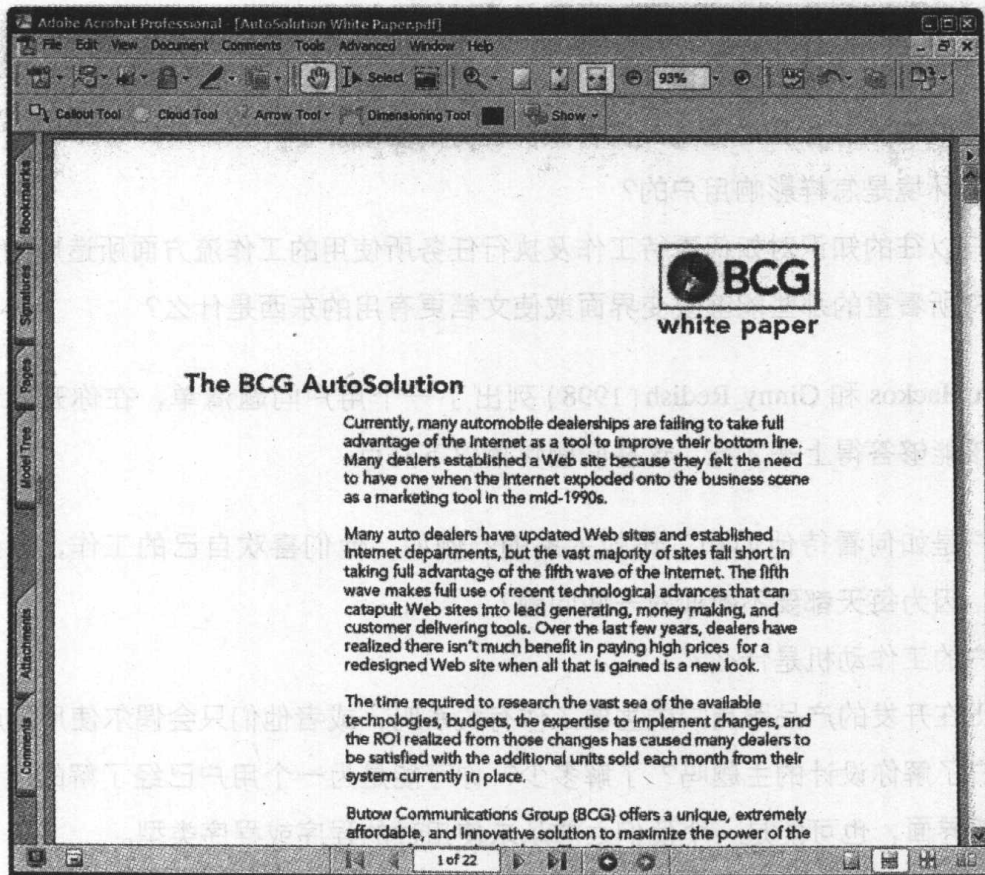 Adobe Acrobat Professional - [AutoSolution White Paper.pdf]
File Edit View Document Comments Tools Advanced Window Help
Select 93%
Callout Tool Cloud Tool Arrow Tool Dimensioning Tool Show
Bookmarks
Signatures
Pages
Model Tree
Attachments
Comments
BCG
white paper
The BCG AutoSolution
Currently, many automobile dealerships are failing to take full
advantage of the Internet as a tool to improve their bottom line.
Many dealers established a Web site because they felt the need
to have one when the Internet exploded onto the business scene
as a marketing tool in the mid-1990s.
Many auto dealers have updated Web sites and established
Internet departments, but the vast majority of sites fall short in
taking full advantage of the fifth wave of the Internet. The fifth
wave makes full use of recent technological advances that can
catapult Web sites into lead generating, money making, and
customer delivering tools. Over the last few years, dealers have
realized there isn't much benefit in paying high prices for a
redesigned Web site when all that is gained is a new look.
The time required to research the vast sea of the available
technologies, budgets, the expertise to implement changes, and
the ROI realized from those changes has caused many dealers to
be satisfied with the additional units sold each month from their
system currently in place.
Butow Communications Group (BCG) offers a unique, extremely
affordable, and innovative solution to maximize the power of the
1 of 22